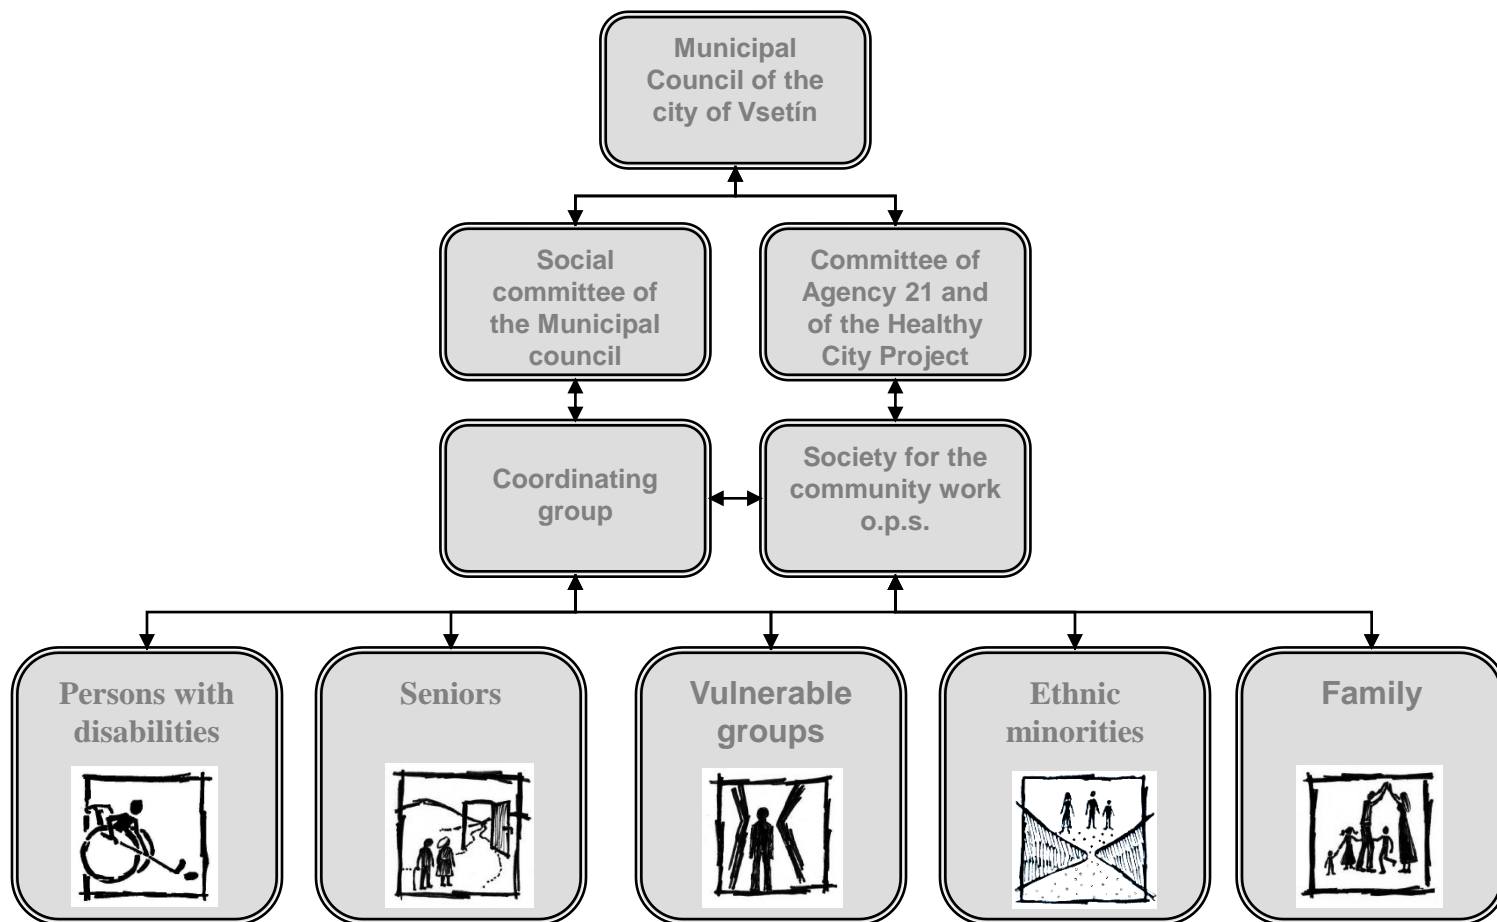 Municipal
Council of the
city of Vsetín
Social
committee of
the Municipal
council
Committee of
Agency 21 and
of the Healthy
City Project
Coordinating
group
Society for the
community work
o.p.s.
Persons with
disabilities
Seniors
Vulnerable
groups
Ethnic
minorities
Family